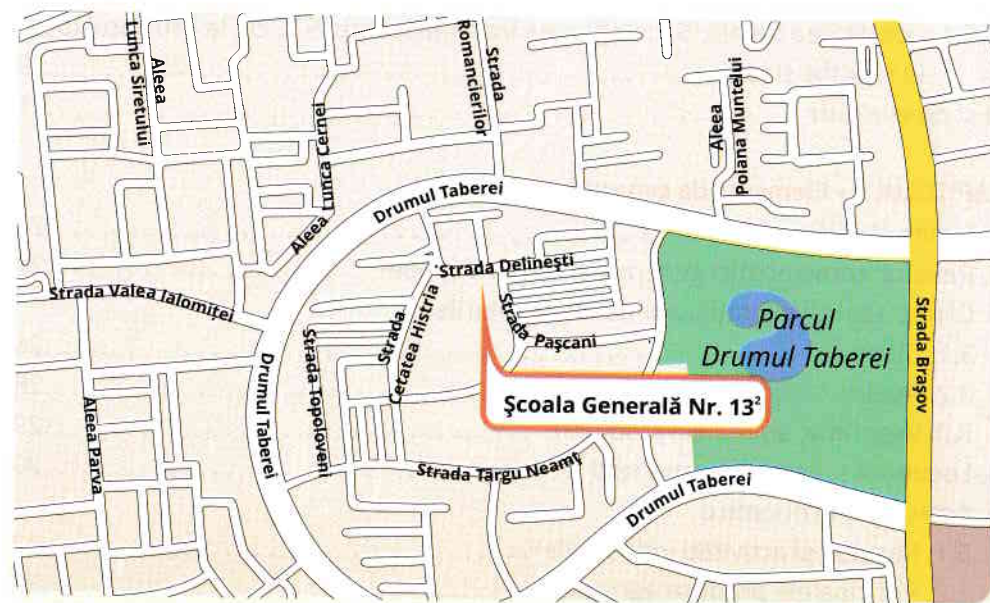 Aleea
Lunca Siretului
Aleea Lunca Cernei
Strada
Romancierilor
Aleea
Poiana Muntelui
Drumul Taberei
Strada Delinești
Strada Valea Ialomiței
Strada
Cetatea Histria
Strada Pașcani
Parcul
Drumul Taberei
Strada Brașov
Drumul Taberei
Strada Topoloveni
Școala Generală Nr. 13²
Aleea Parva
Strada Târgu Neamț
Drumul Taberei